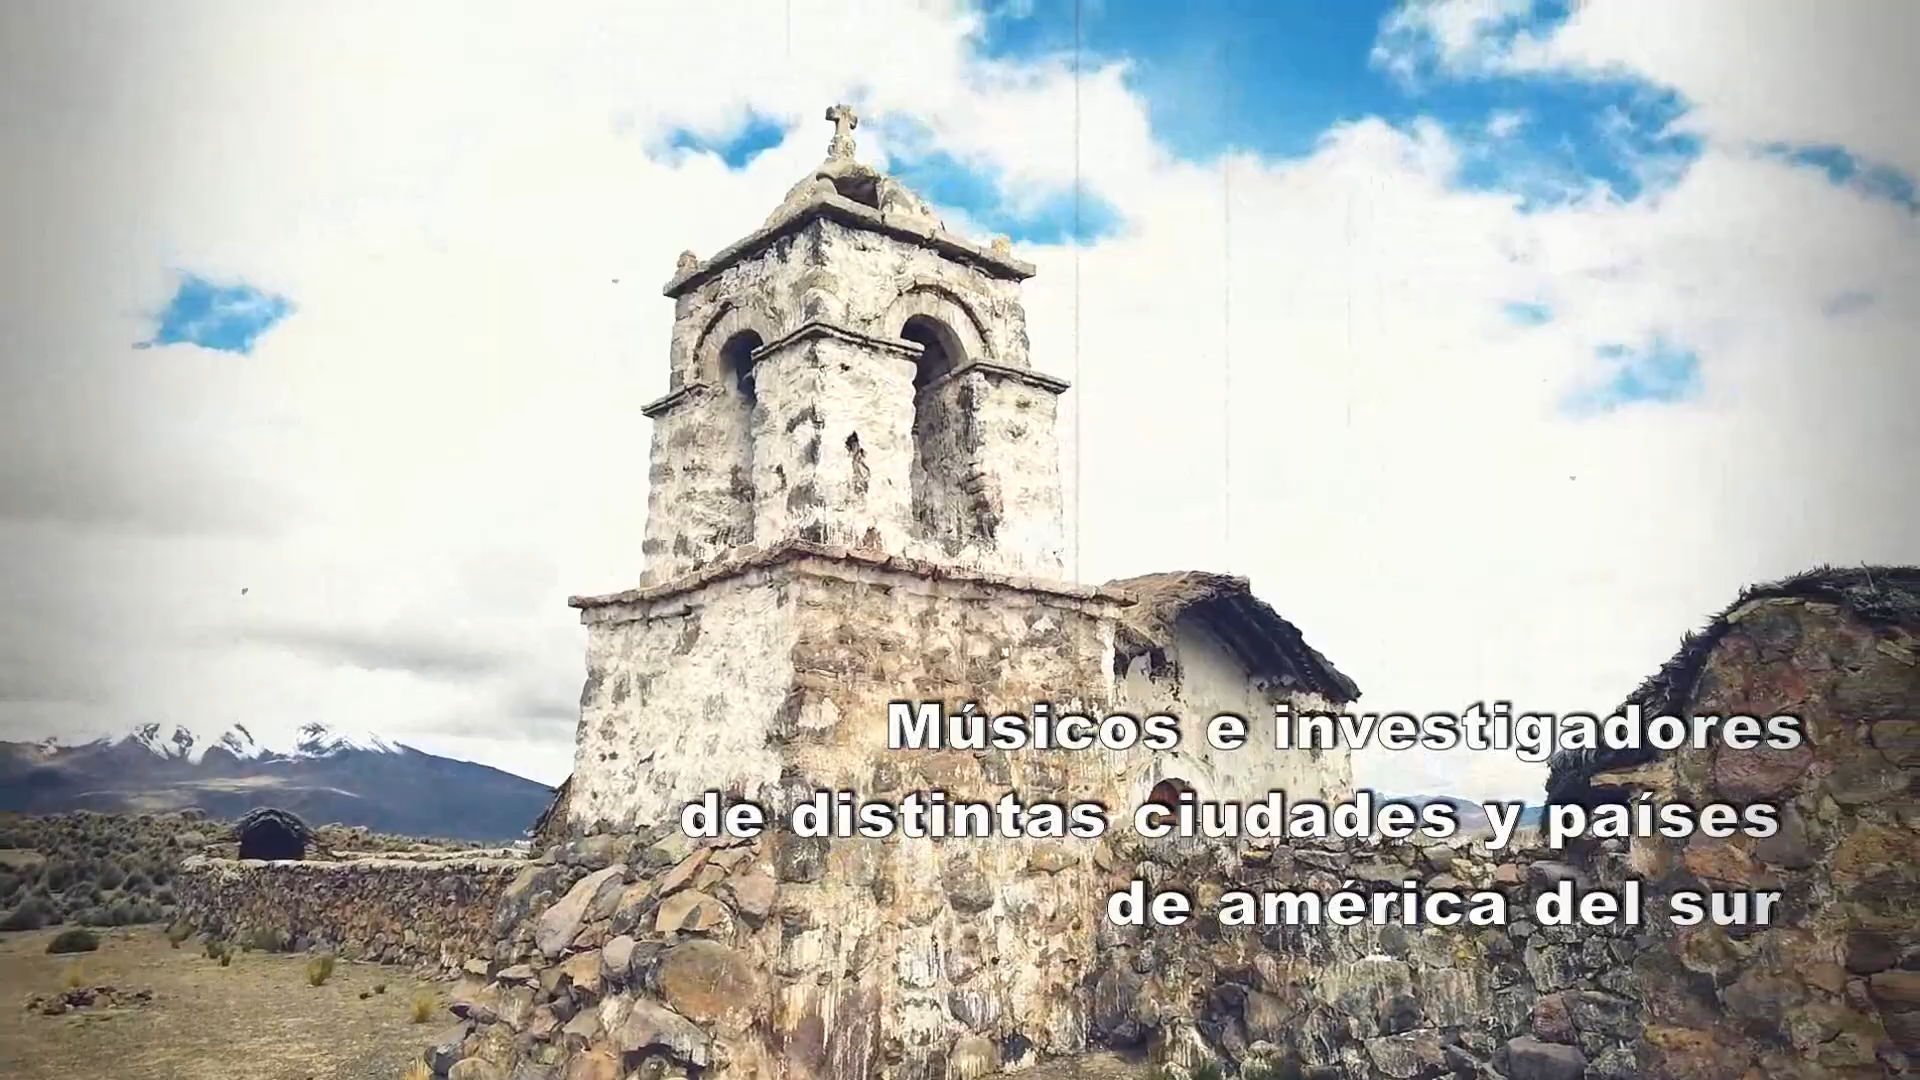 Músicos e investigadores
de distintas ciudades y países
de américa del sur